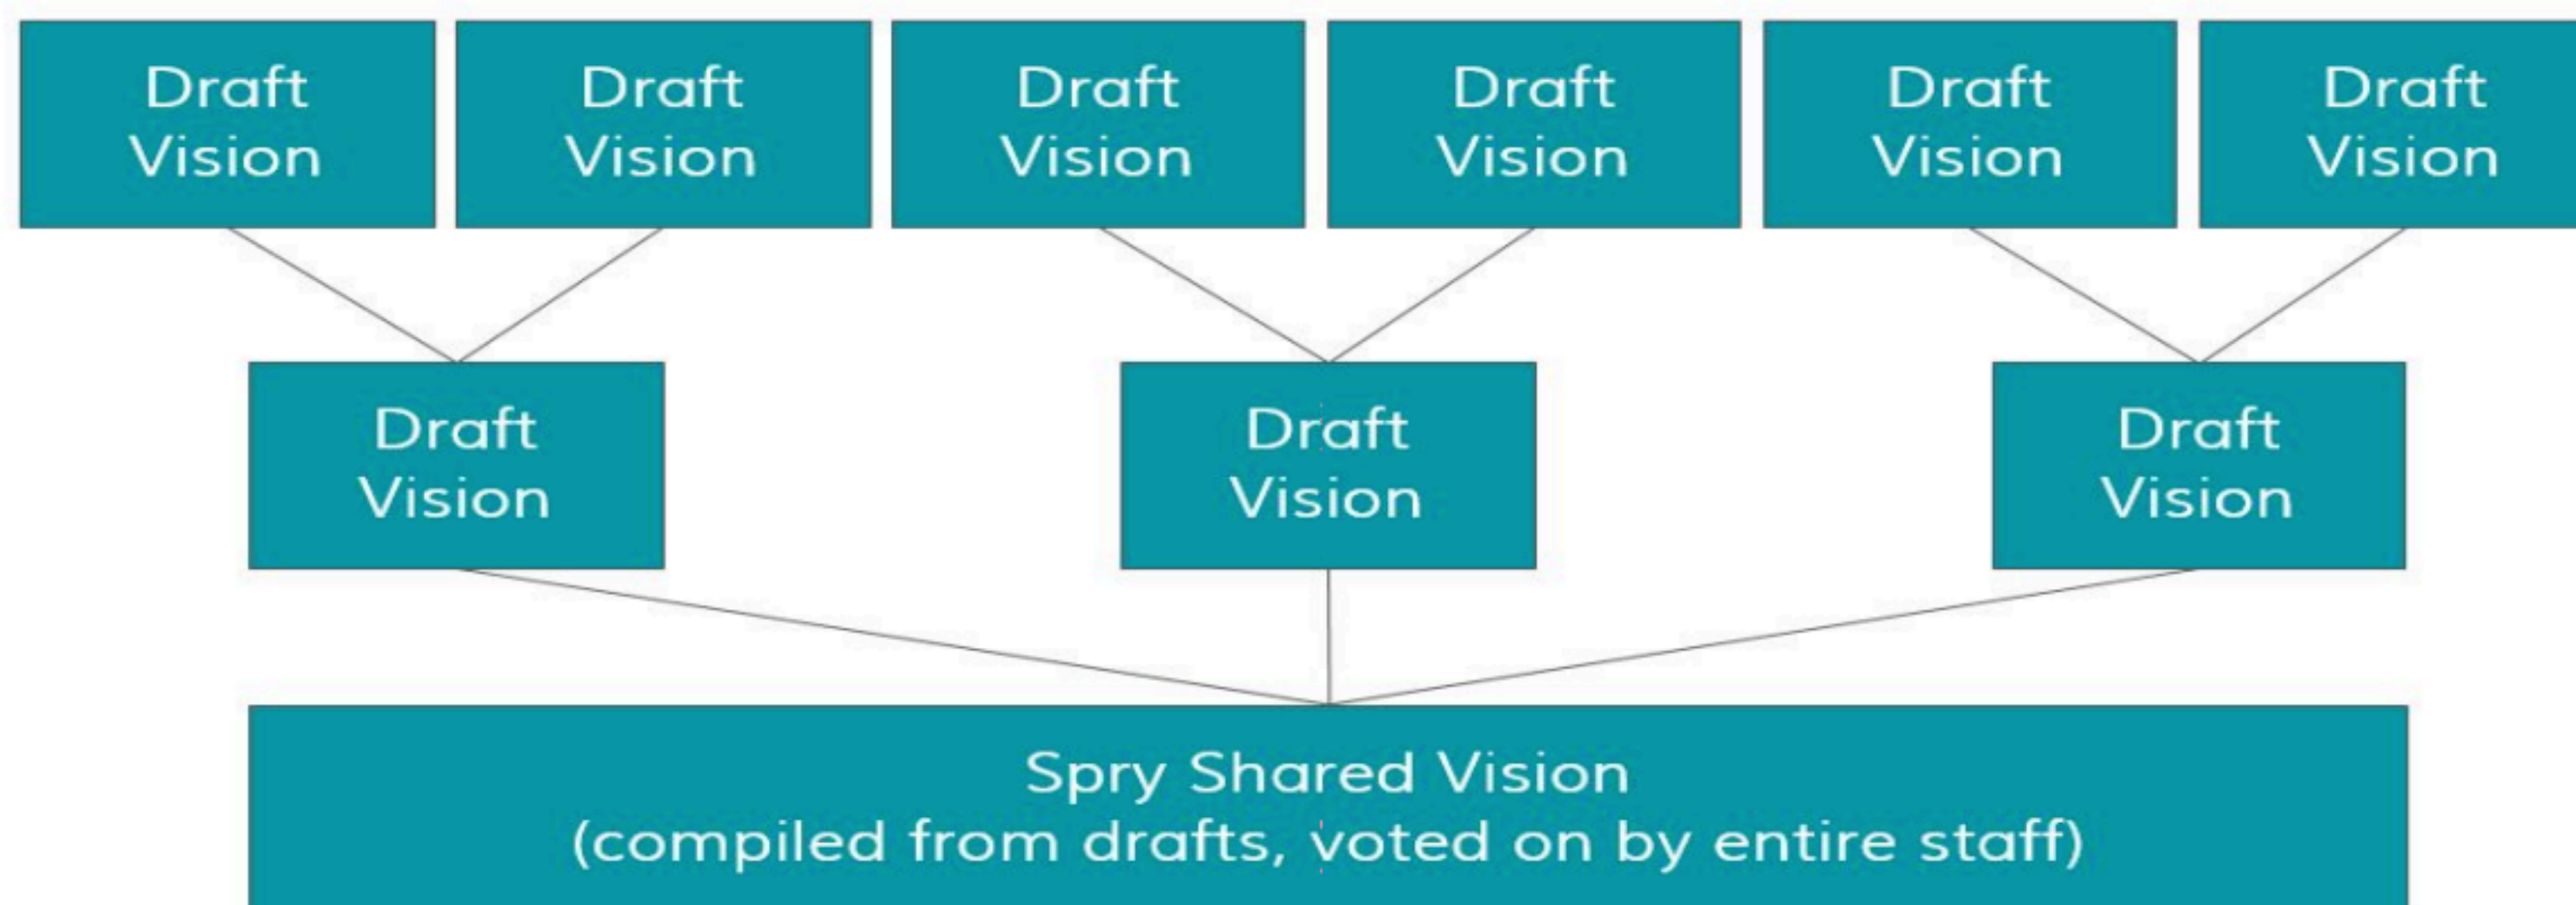 Draft
Vision
Draft
Vision
Draft
Vision
Draft
Vision
Draft
Vision
Draft
Vision
Draft
Vision
Draft
Vision
Draft
Vision
Spry Shared Vision
(compiled from drafts, voted on by entire staff)